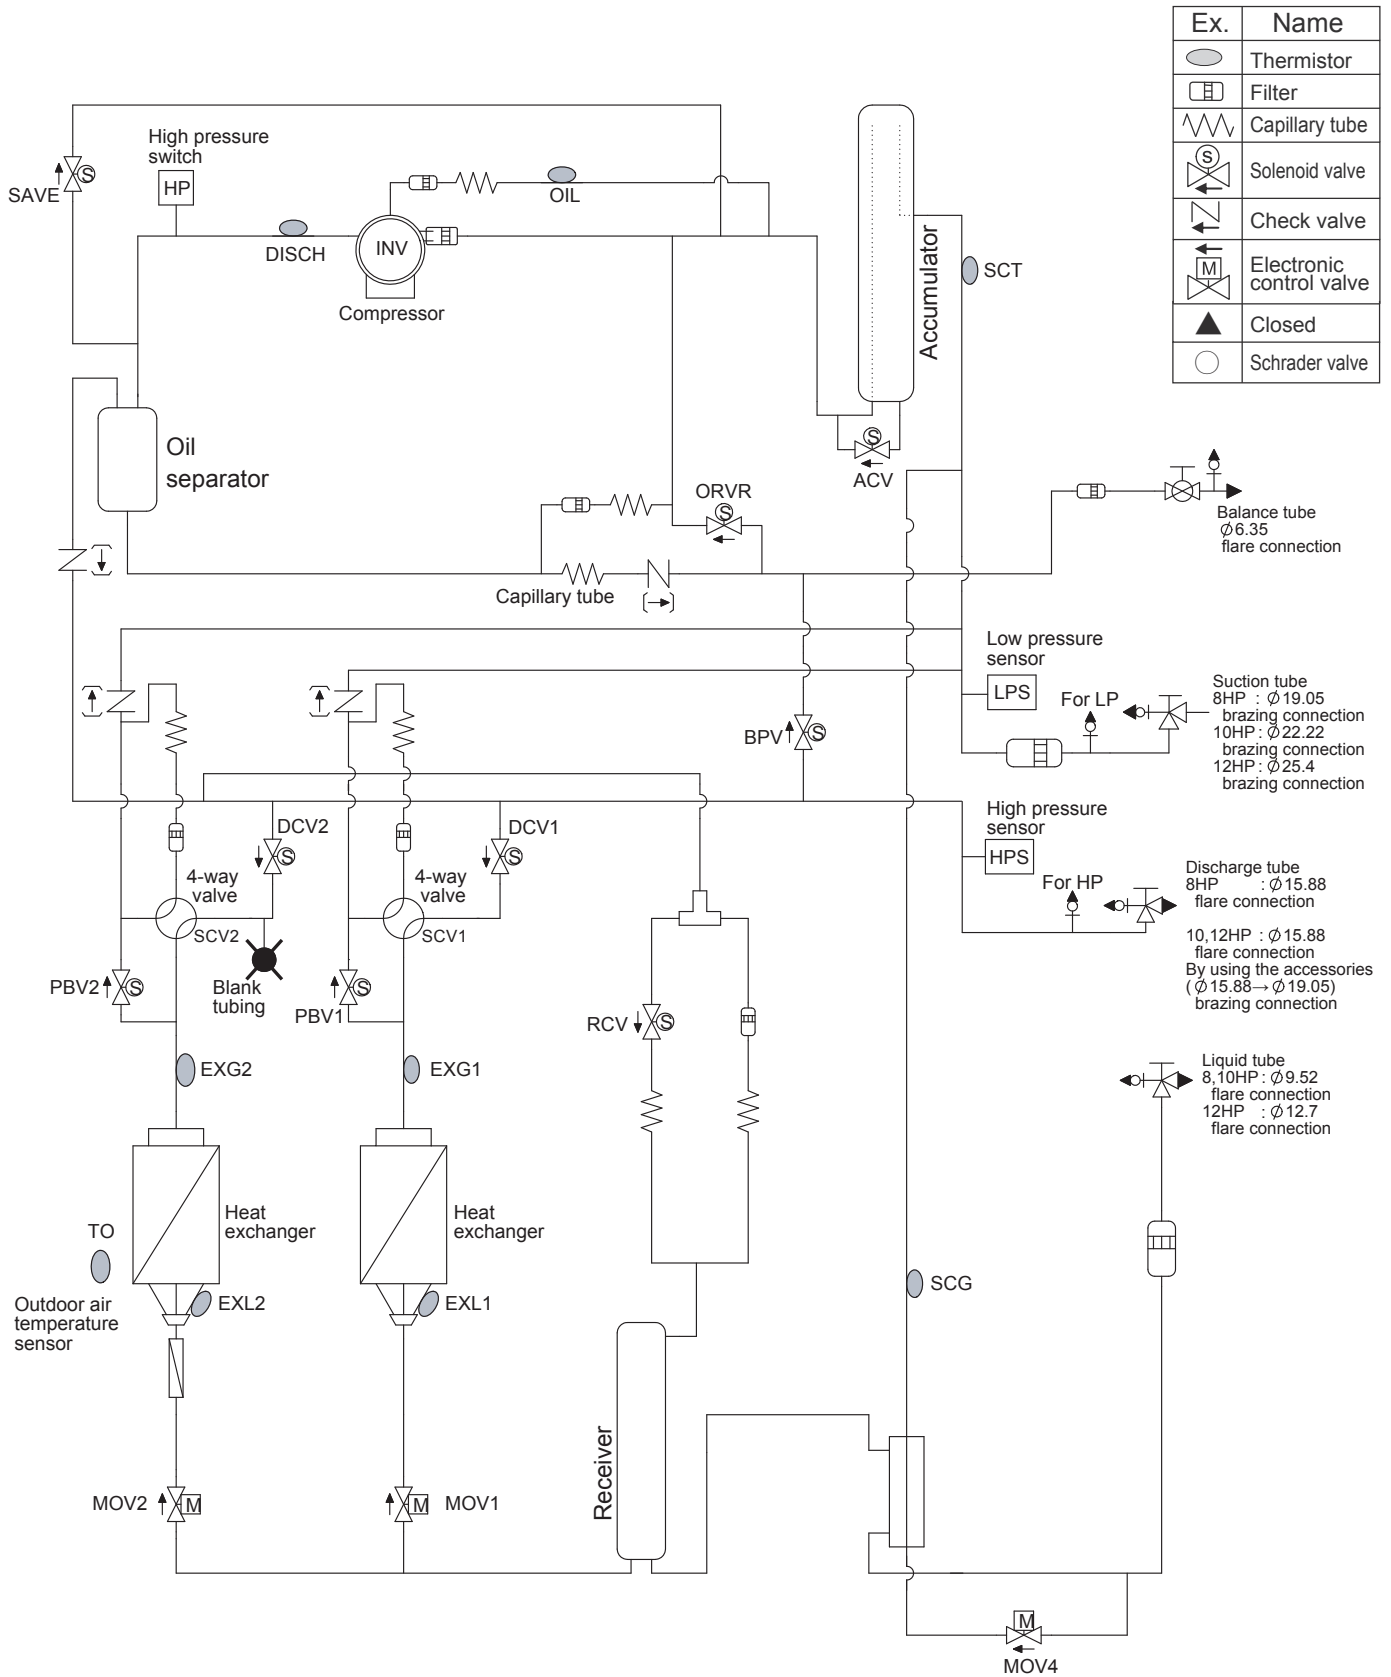 Ex. Name
Thermistor
Filter
Capillary tube
S
Solenoid valve
Check valve
M
Electronic
control valve
Closed
Schrader valve
High pressure
switch
HP
SAVE
S
DISCH
INV
Compressor
OIL
Accumulator
SCT
Oil
separator
S
ACV
ORVR
S
Capillary tube
Balance tube
Ø6.35
flare connection
Low pressure
sensor
LPS
For LP
Suction tube
8HP : Ø19.05
brazing connection
10HP : Ø22.22
brazing connection
12HP : Ø25.4
brazing connection
BPV
S
High pressure
sensor
HPS
For HP
Discharge tube
8HP : Ø15.88
flare connection
10,12HP : Ø15.88
flare connection
By using the accessories
(Ø15.88→Ø19.05)
brazing connection
DCV2
S
DCV1
S
4-way
valve
SCV2
4-way
valve
SCV1
PBV2
S
Blank
tubing
PBV1
S
RCV
S
EXG2
EXG1
Liquid tube
8,10HP : Ø9.52
flare connection
12HP : Ø12.7
flare connection
Heat
exchanger
Heat
exchanger
TO
Outdoor air
temperature
sensor
EXL2
EXL1
SCG
Receiver
MOV2
M
M
MOV1
M
MOV4